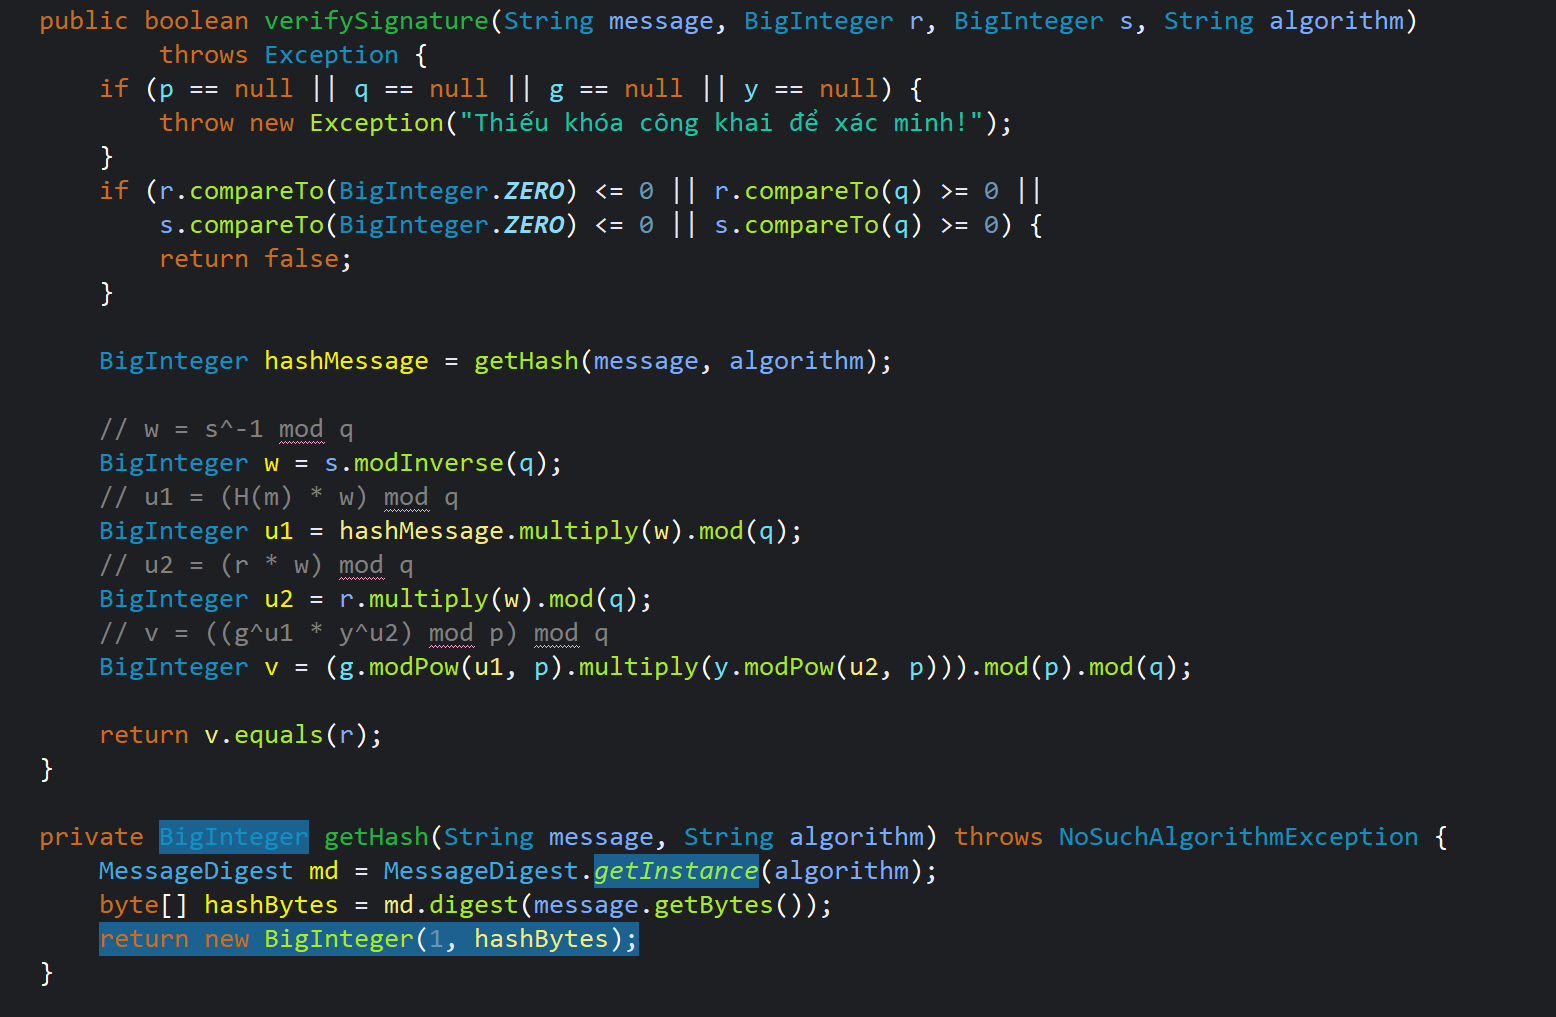 public boolean verifySignature(String message, BigInteger r, BigInteger s, String algorithm)
        throws Exception {
    if (p == null || q == null || g == null || y == null) {
        throw new Exception("Thiếu khóa công khai để xác minh!");
    }
    if (r.compareTo(BigInteger.ZERO) <= 0 || r.compareTo(q) >= 0 ||
        s.compareTo(BigInteger.ZERO) <= 0 || s.compareTo(q) >= 0) {
        return false;
    }
    BigInteger hashMessage = getHash(message, algorithm);
    // w = s^-1 mod q
    BigInteger w = s.modInverse(q);
    // u1 = (H(m) * w) mod q
    BigInteger u1 = hashMessage.multiply(w).mod(q);
    // u2 = (r * w) mod q
    BigInteger u2 = r.multiply(w).mod(q);
    // v = ((g^u1 * y^u2) mod p) mod q
    BigInteger v = (g.modPow(u1, p).multiply(y.modPow(u2, p))).mod(p).mod(q);
    return v.equals(r);
}
private BigInteger getHash(String message, String algorithm) throws NoSuchAlgorithmException {
    MessageDigest md = MessageDigest.getInstance(algorithm);
    byte[] hashBytes = md.digest(message.getBytes());
    return new BigInteger(1, hashBytes);
}